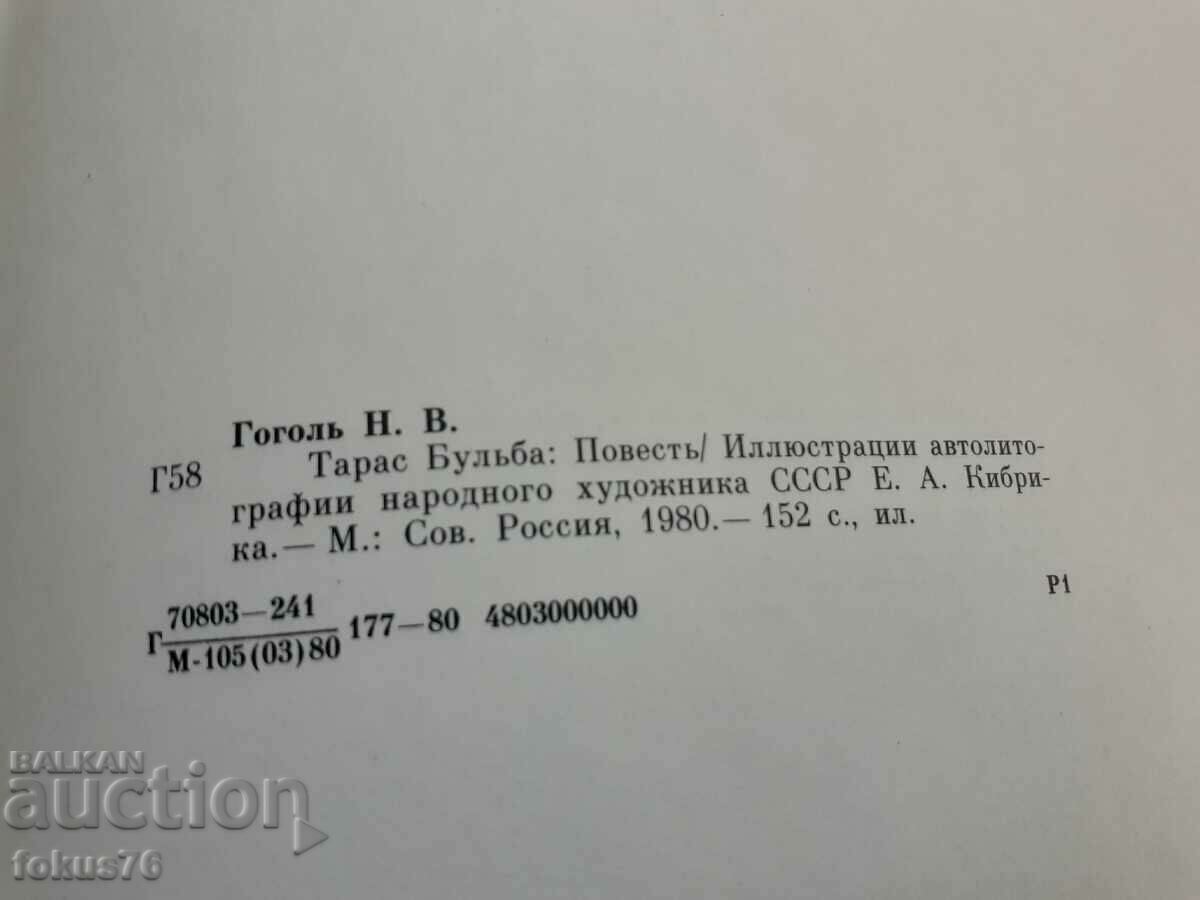 Гоголь Н. В.
Г58 Тарас Бульба: Повесть/ Иллюстрации автолито-
графии народного художника СССР Е. А. Кибри-
ка.— М.: Сов. Россия, 1980.— 152 с., ил.
70803—241
Г 177—80 4803000000 Р1
М-105(03)80
BALKAN
auction
fokus76